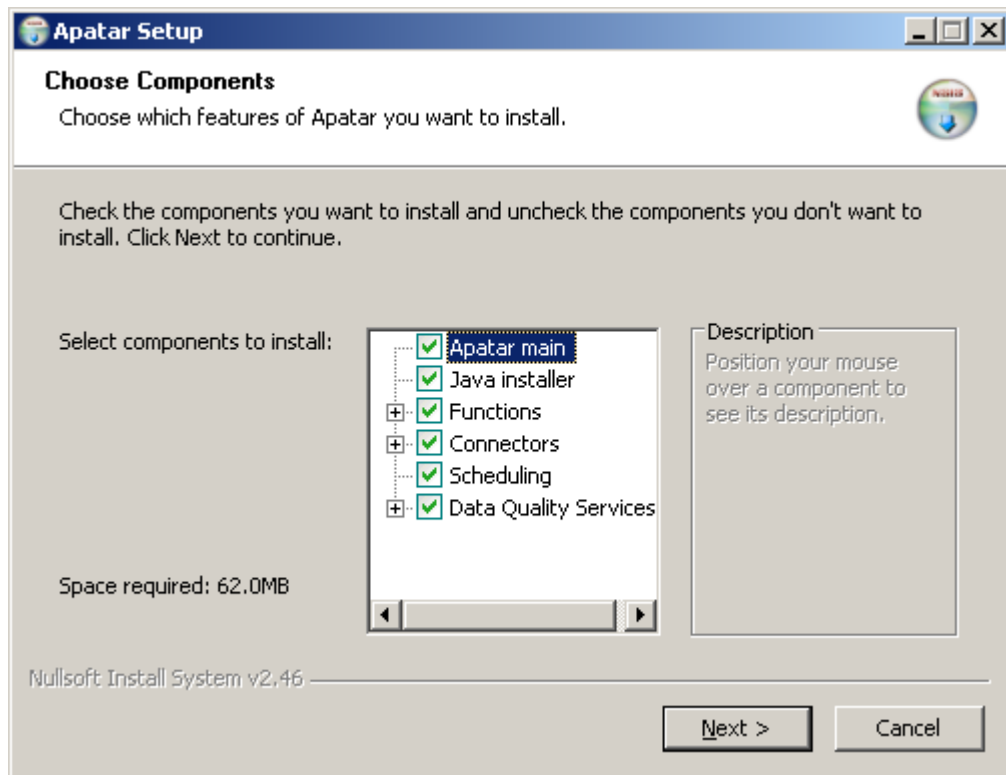 Apatar Setup
Choose Components
Choose which features of Apatar you want to install.
Check the components you want to install and uncheck the components you don't want to
install. Click Next to continue.
Select components to install:
Apatar main
Java installer
Functions
Connectors
Scheduling
Data Quality Services
Description
Position your mouse
over a component to
see its description.
Space required: 62.0MB
Nullsoft Install System v2.46
Next >
Cancel